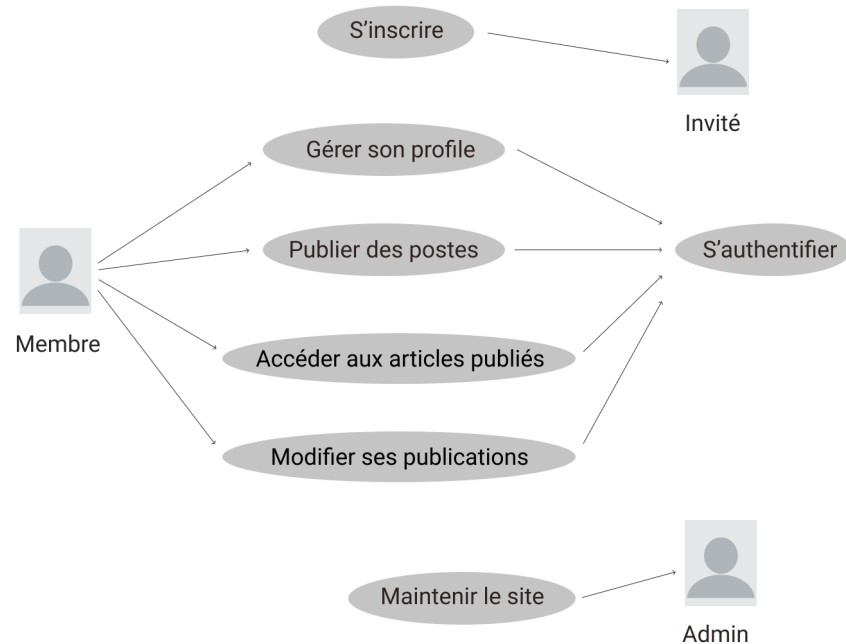 S'inscrire
Invité
Gérer son profile
Publier des postes
S'authentifier
Membre
Accéder aux articles publiés
Modifier ses publications
Maintenir le site
Admin